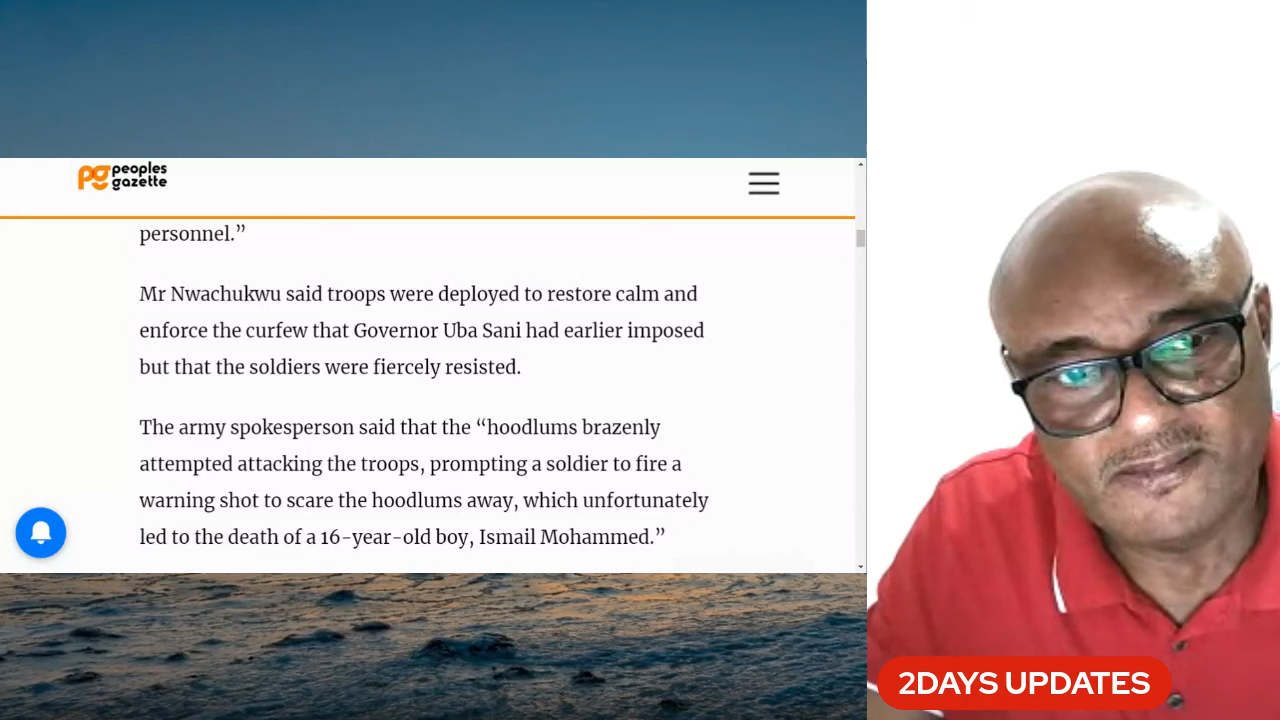 peoples
gazette
personnel.”
Mr Nwachukwu said troops were deployed to restore calm and
enforce the curfew that Governor Uba Sani had earlier imposed
but that the soldiers were fiercely resisted.
The army spokesperson said that the “hoodlums brazenly
attempted attacking the troops, prompting a soldier to fire a
warning shot to scare the hoodlums away, which unfortunately
led to the death of a 16-year-old boy, Ismail Mohammed.”
2DAYS UPDATES